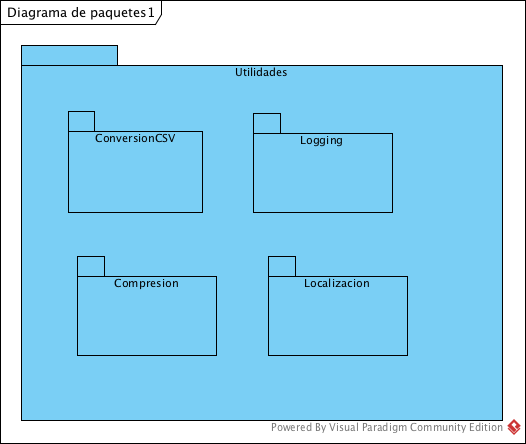 Diagrama de paquetes1
Utilidades
ConversionCSV
Logging
Compresion
Localizacion
Powered By Visual Paradigm Community Edition